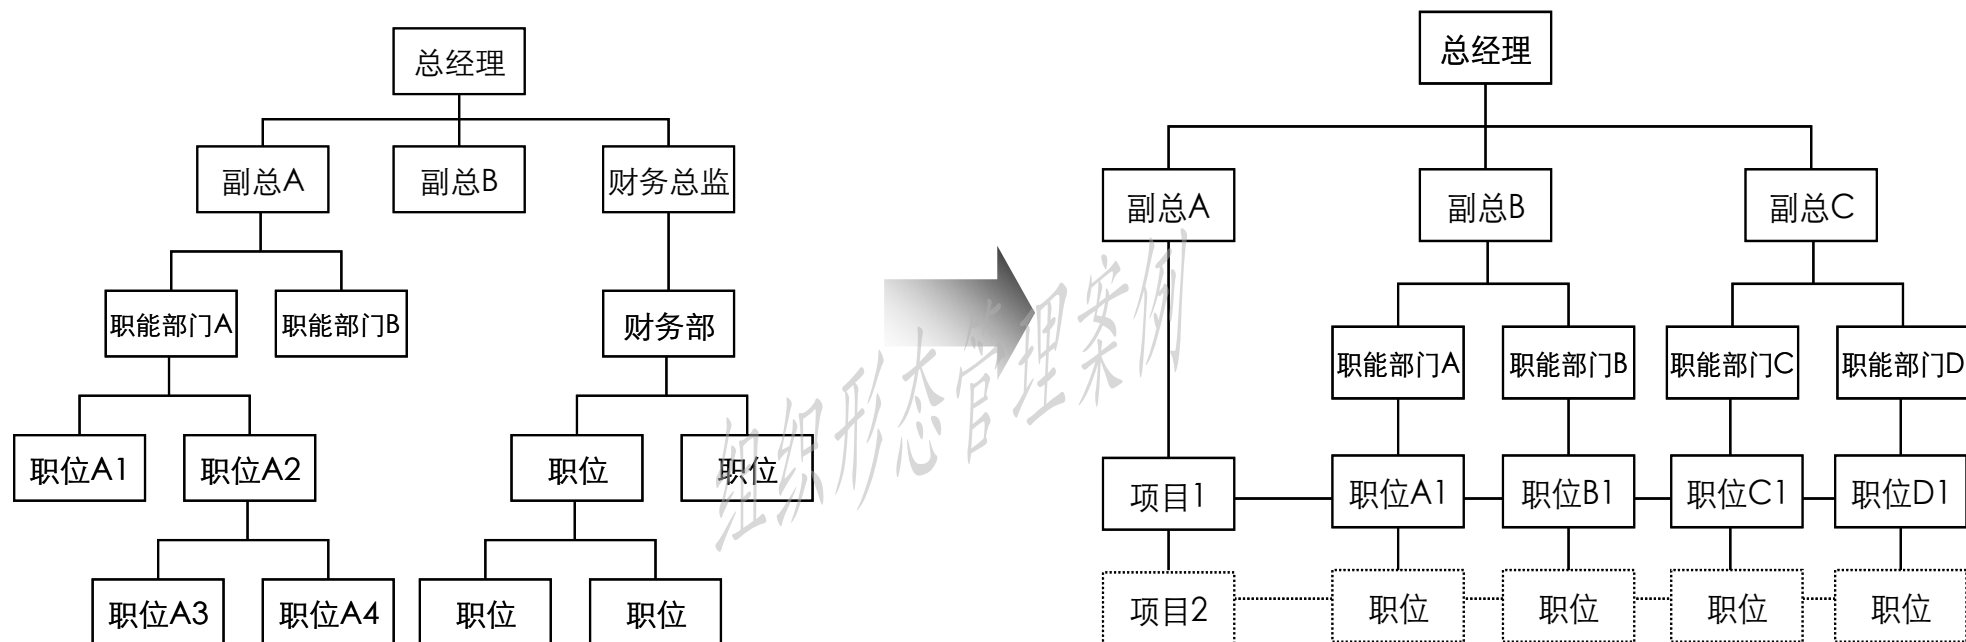 总经理
副总A
副总B
财务总监
职能部门A
职能部门B
财务部
职位A1
职位A2
职位
职位
职位A3
职位A4
职位
职位
组织形态管理案例
总经理
副总A
副总B
副总C
职能部门A
职能部门B
职能部门C
职能部门D
项目1
职位A1
职位B1
职位C1
职位D1
项目2
职位
职位
职位
职位